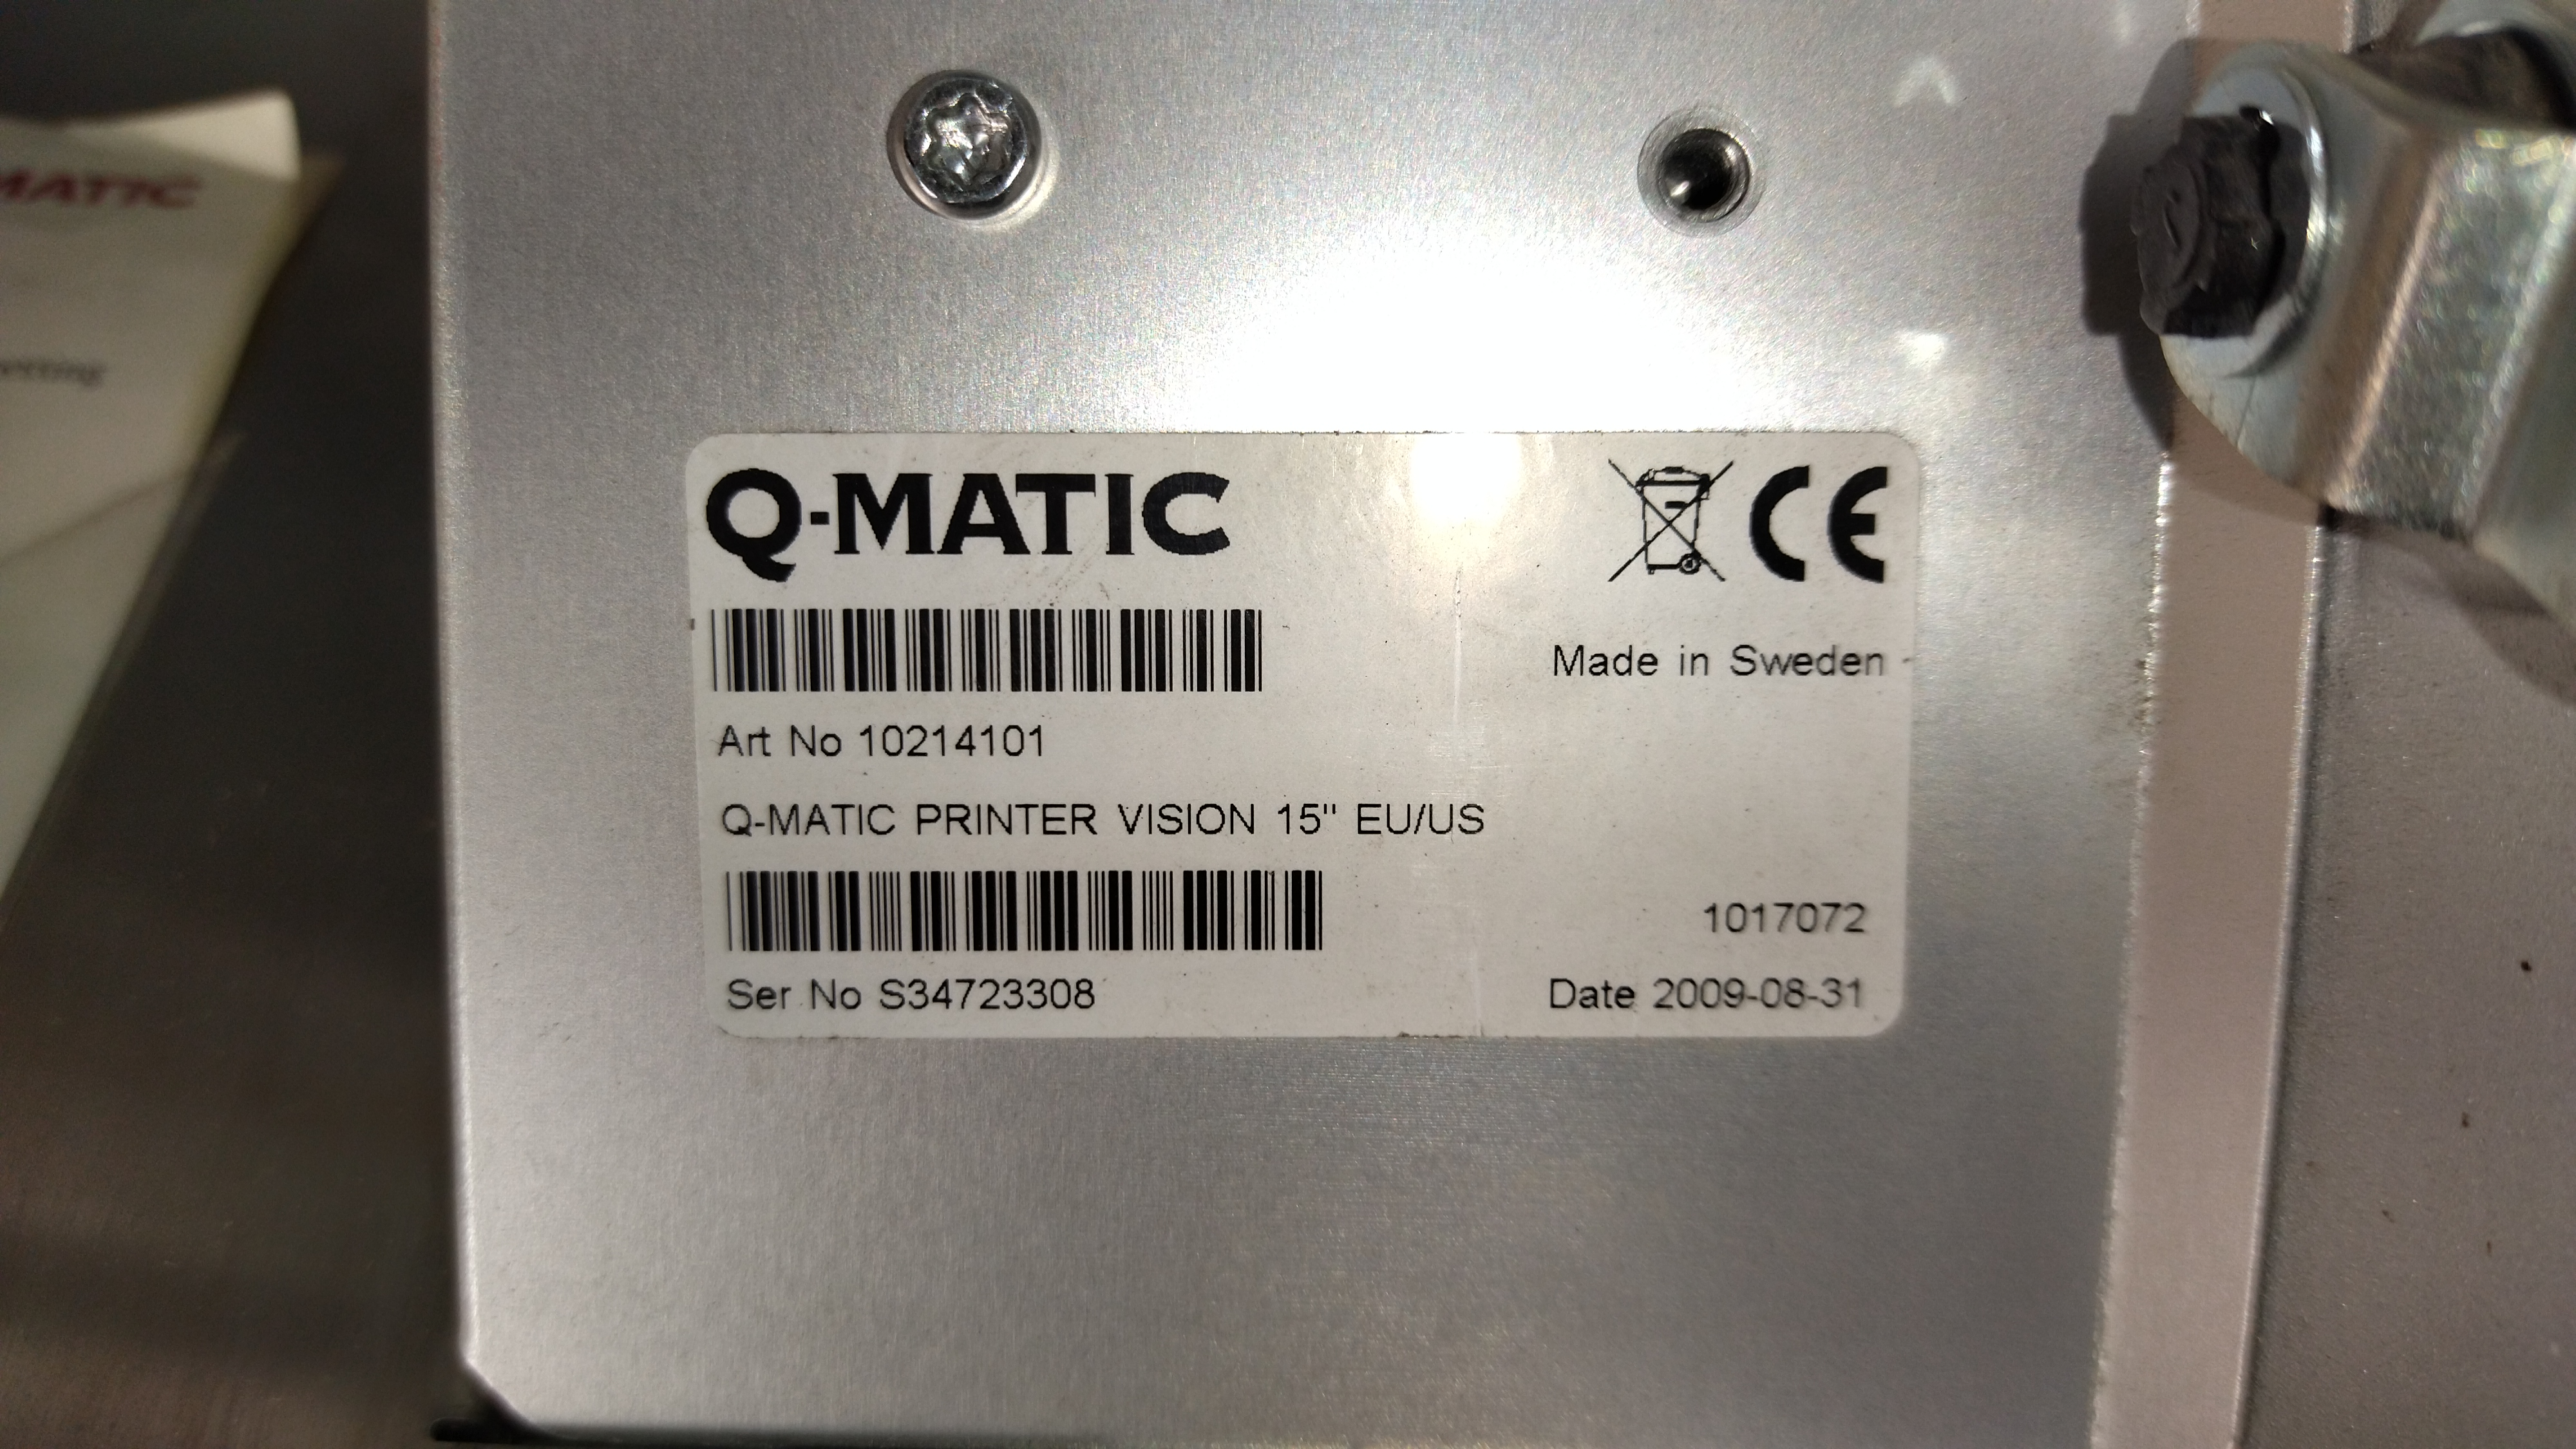 MATIC
Q-MATIC
CE
Made in Sweden
Art No 10214101
Q-MATIC PRINTER VISION 15" EU/US
1017072
Ser No S34723308
Date 2009-08-31